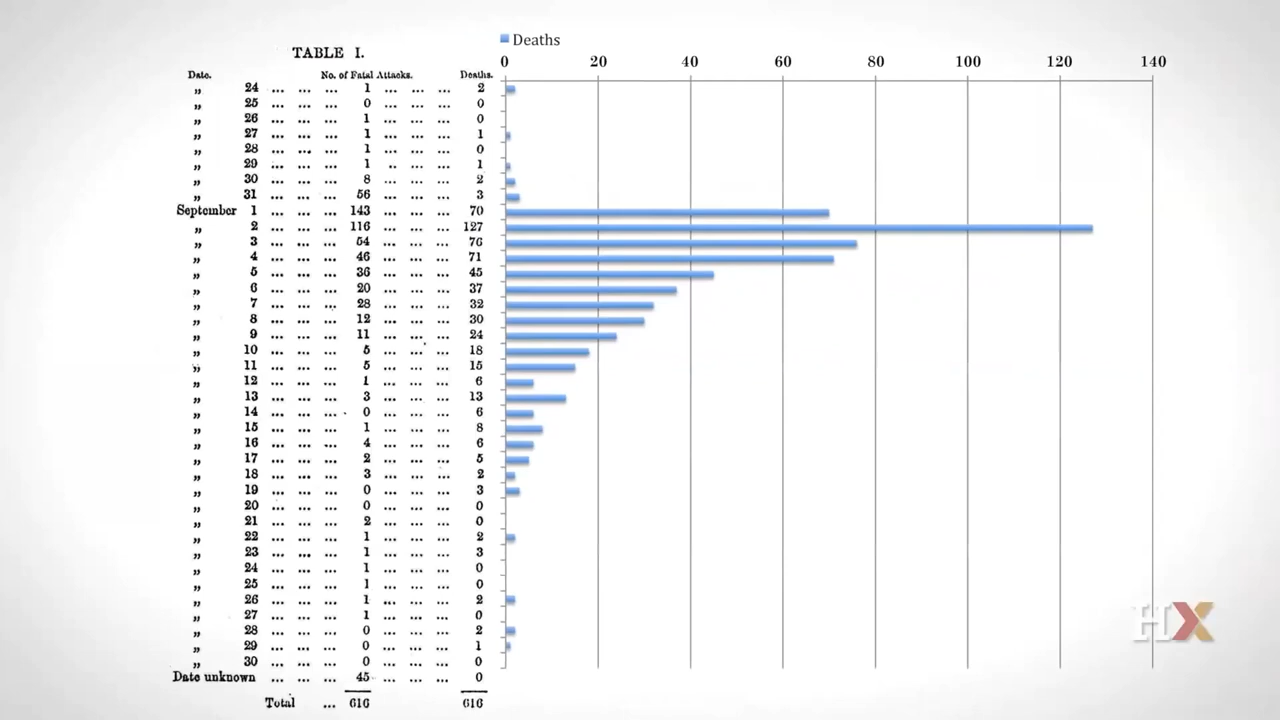 Deaths
TABLE I.
0 20 40 60 80 100 120 140
Date. No. of Fatal Attacks. Deaths.
„ 24 ... ... ... 1 ... ... ... 2
„ 25 ... ... ... 0 ... ... ... 0
„ 26 ... ... ... 1 ... ... ... 0
„ 27 ... ... ... 1 ... ... ... 1
„ 28 ... ... ... 1 ... ... ... 0
„ 29 ... ... ... 1 ... ... ... 1
„ 30 ... ... ... 8 ... ... ... 2
„ 31 ... ... ... 56 ... ... ... 3
September 1 ... ... ... 143 ... ... ... 70
„ 2 ... ... ... 116 ... ... ... 127
„ 3 ... ... ... 54 ... ... ... 76
„ 4 ... ... ... 46 ... ... ... 71
„ 5 ... ... ... 36 ... ... ... 45
„ 6 ... ... ... 20 ... ... ... 37
„ 7 ... ... ... 28 ... ... ... 32
„ 8 ... ... ... 12 ... ... ... 30
„ 9 ... ... ... 11 ... ... ... 24
„ 10 ... ... ... 5 ... ... ... 18
„ 11 ... ... ... 5 ... ... ... 15
„ 12 ... ... ... 1 ... ... ... 6
„ 13 ... ... ... 3 ... ... ... 13
„ 14 ... ... ... 0 ... ... ... 6
„ 15 ... ... ... 1 ... ... ... 8
„ 16 ... ... ... 4 ... ... ... 6
„ 17 ... ... ... 2 ... ... ... 5
„ 18 ... ... ... 3 ... ... ... 2
„ 19 ... ... ... 0 ... ... ... 3
„ 20 ... ... ... 0 ... ... ... 0
„ 21 ... ... ... 2 ... ... ... 0
„ 22 ... ... ... 1 ... ... ... 2
„ 23 ... ... ... 1 ... ... ... 3
„ 24 ... ... ... 1 ... ... ... 0
„ 25 ... ... ... 1 ... ... ... 0
„ 26 ... ... ... 1 ... ... ... 2
„ 27 ... ... ... 1 ... ... ... 0
„ 28 ... ... ... 0 ... ... ... 2
„ 29 ... ... ... 0 ... ... ... 1
„ 30 ... ... ... 0 ... ... ... 0
Date unknown ... ... ... 45 ... ... ... 0
Total ... 616 616
HX